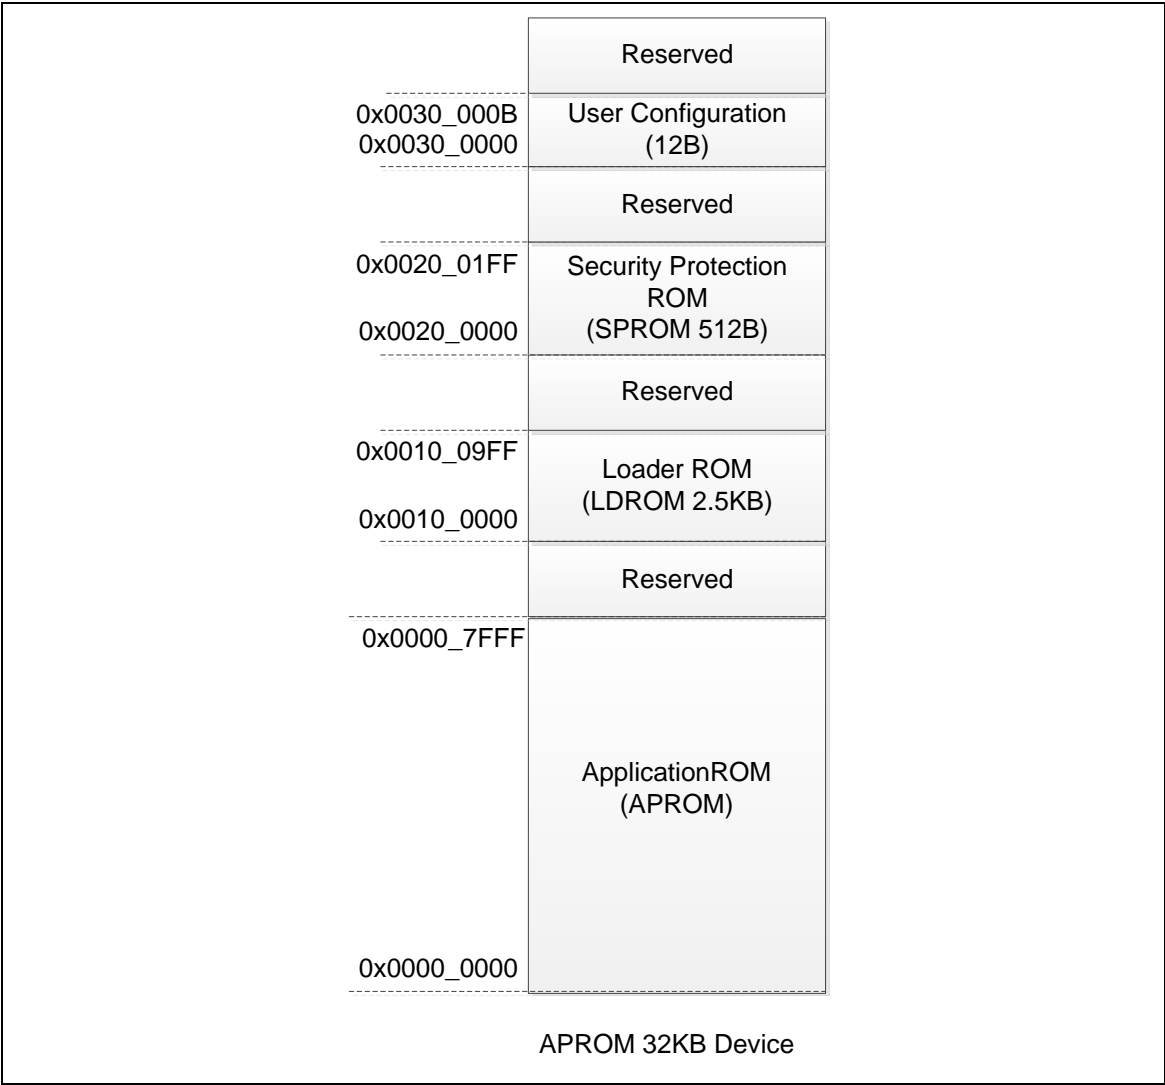 Reserved
0x0030_000B
0x0030_0000
User Configuration
(12B)
Reserved
0x0020_01FF
0x0020_0000
Security Protection
ROM
(SPROM 512B)
Reserved
0x0010_09FF
0x0010_0000
Loader ROM
(LDROM 2.5KB)
Reserved
0x0000_7FFF
ApplicationROM
(APROM)
0x0000_0000
APROM 32KB Device